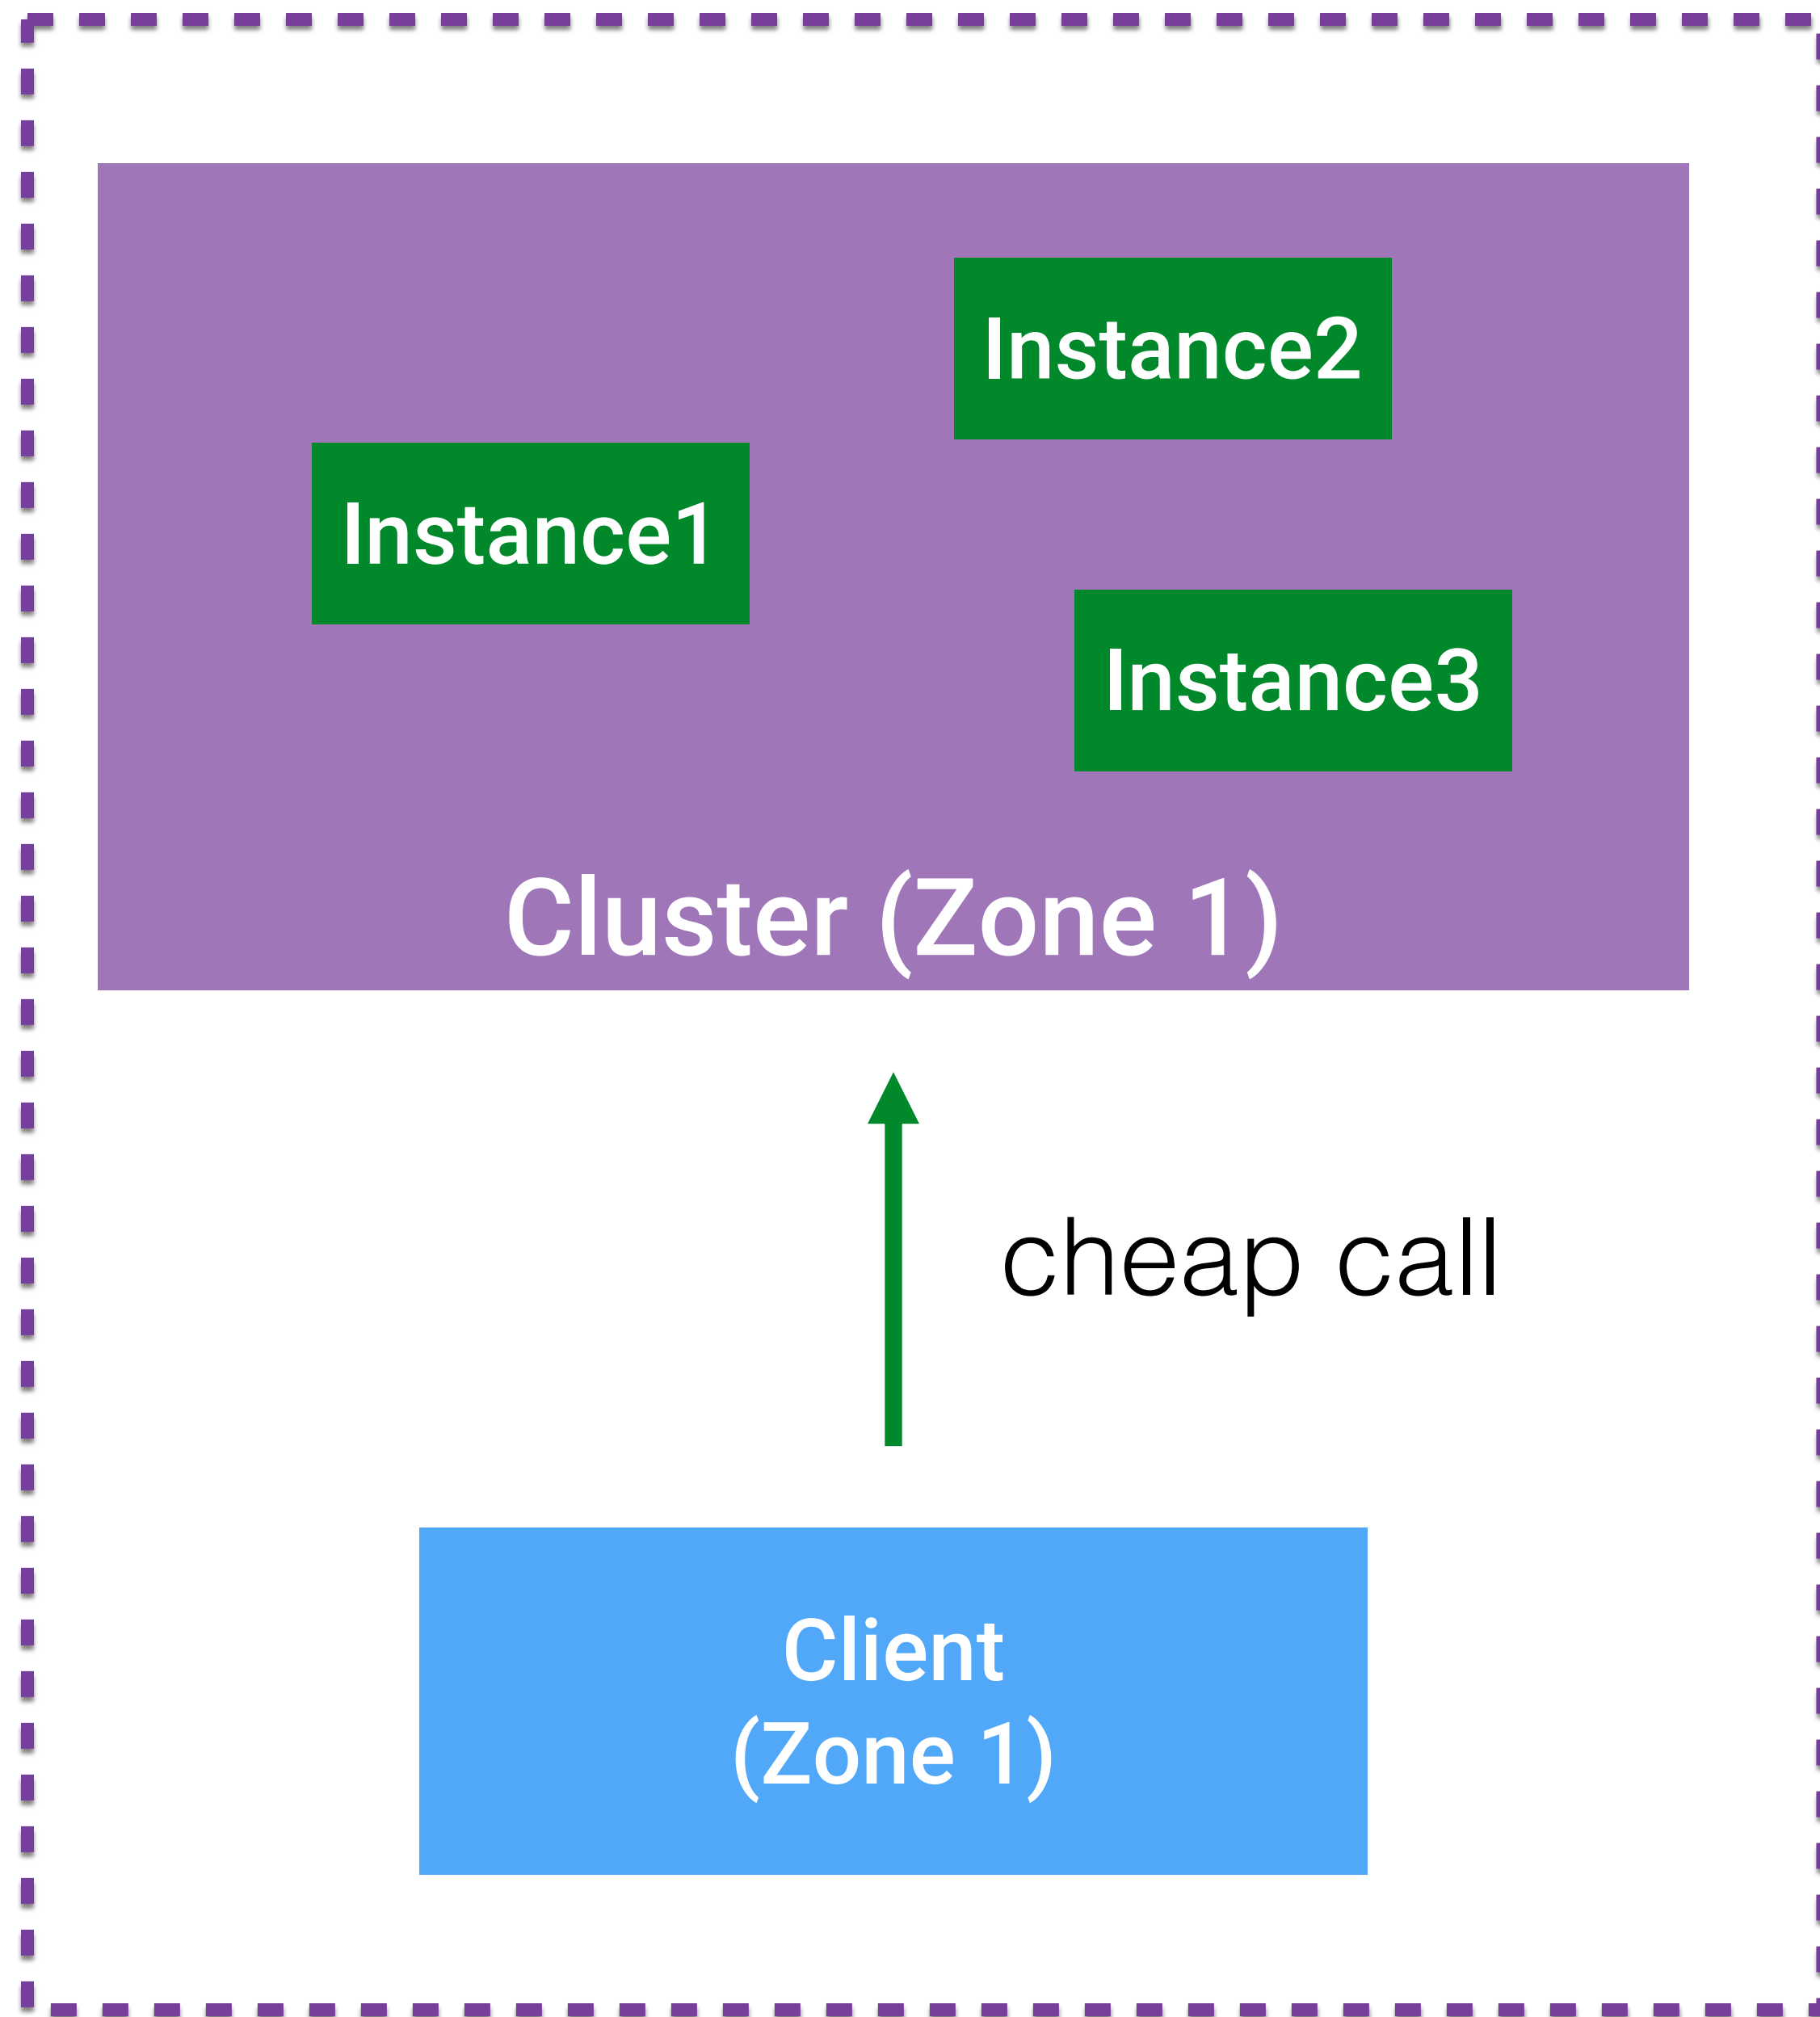 Instance2
Instance1
Instance3
Cluster (Zone 1)
cheap call
Client
(Zone 1)